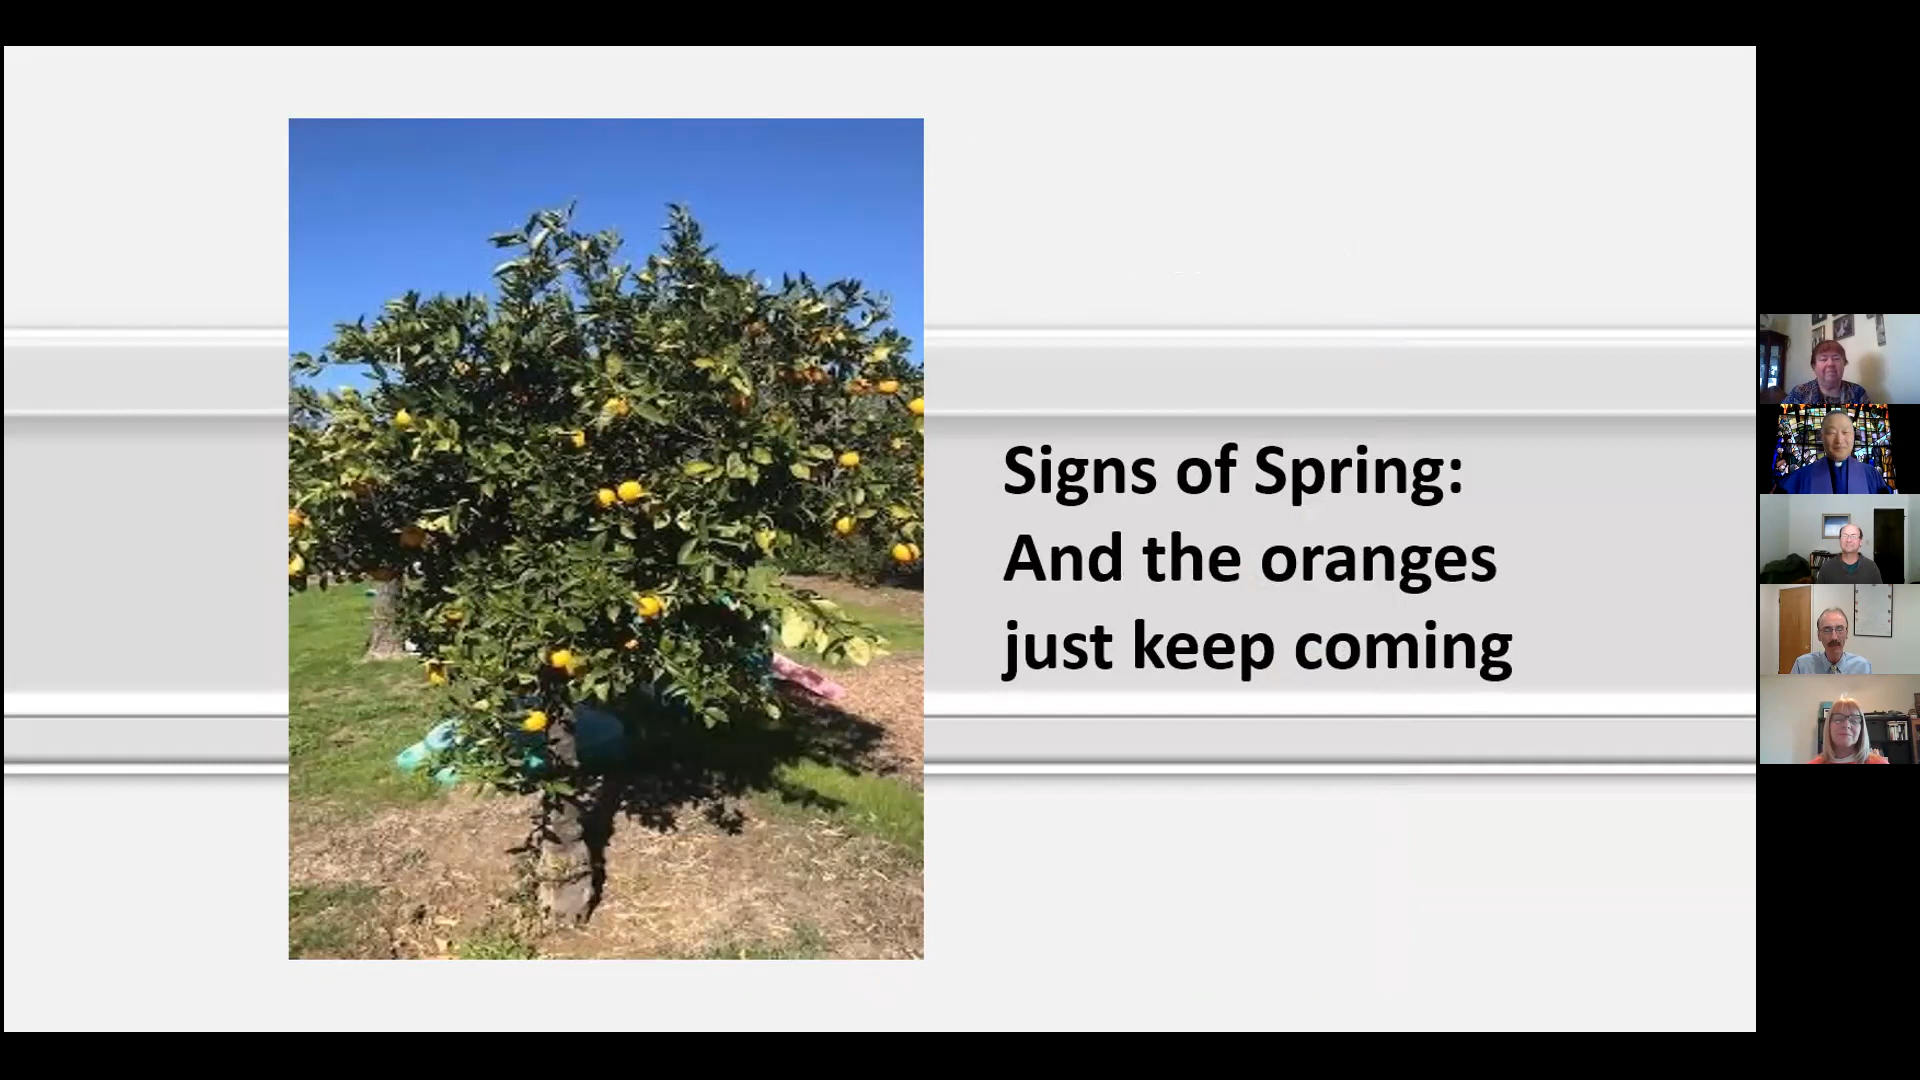 Signs of Spring:
And the oranges
just keep coming